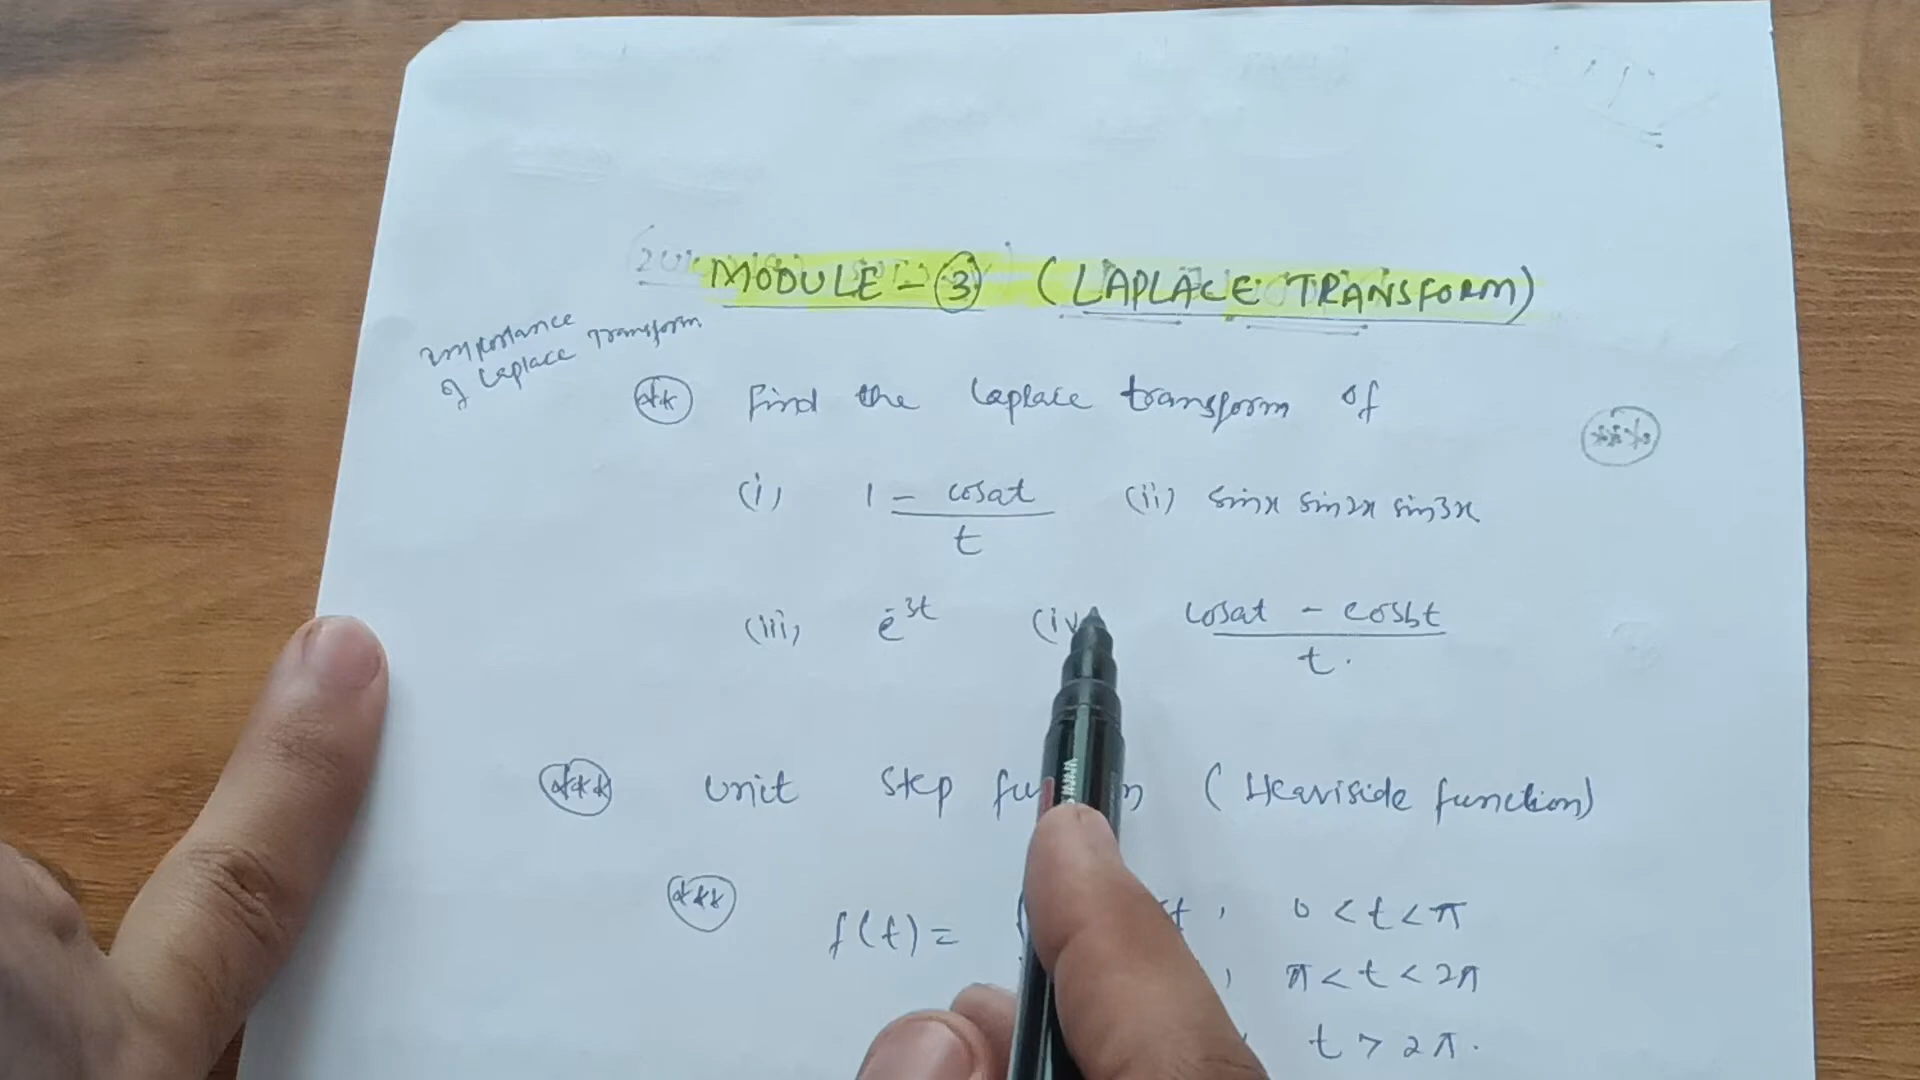 MODULE - 3 (LAPLACE TRANSFORM)
importance
of Laplace Transform
** Find the Laplace transform of ***
(i) 1 - cosat / t (ii) sinx sin2x sin3x
(iii) e^-3t (iv) cosat - cosbt / t.
*** Unit Step (Heaviside function)
*** f(t) = { t, 0 < t < π
, π < t < 2π
t > 2π.